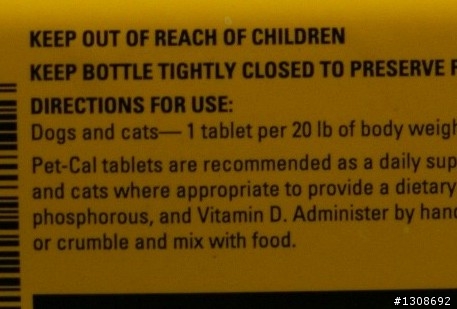 KEEP OUT OF REACH OF CHILDREN
KEEP BOTTLE TIGHTLY CLOSED TO PRESERVE
DIRECTIONS FOR USE:
Dogs and cats— 1 tablet per 20 lb of body weigh
Pet-Cal tablets are recommended as a daily sup
and cats where appropriate to provide a dietary
phosphorous, and Vitamin D. Administer by hand
or crumble and mix with food.
#1308692